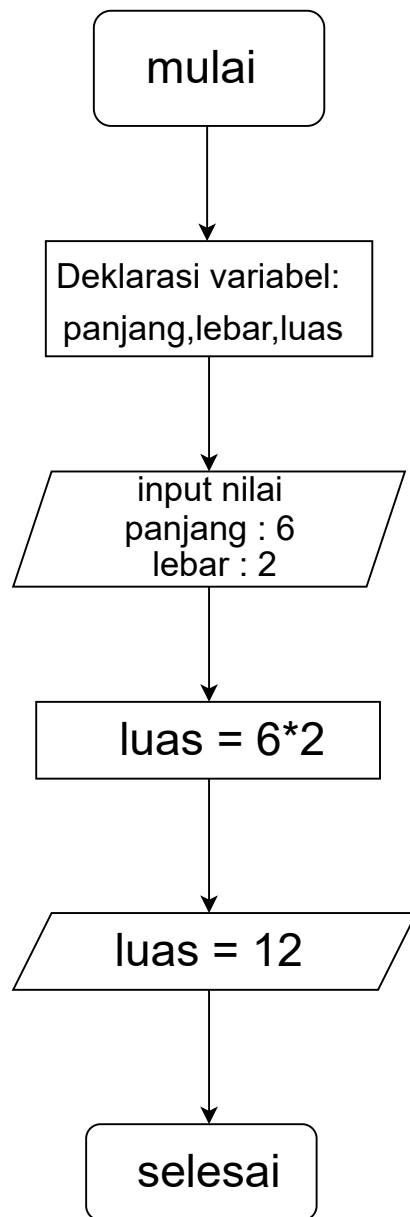 mulai
Deklarasi variabel:
panjang,lebar,luas
input nilai
panjang : 6
lebar : 2
luas = 6*2
luas = 12
selesai